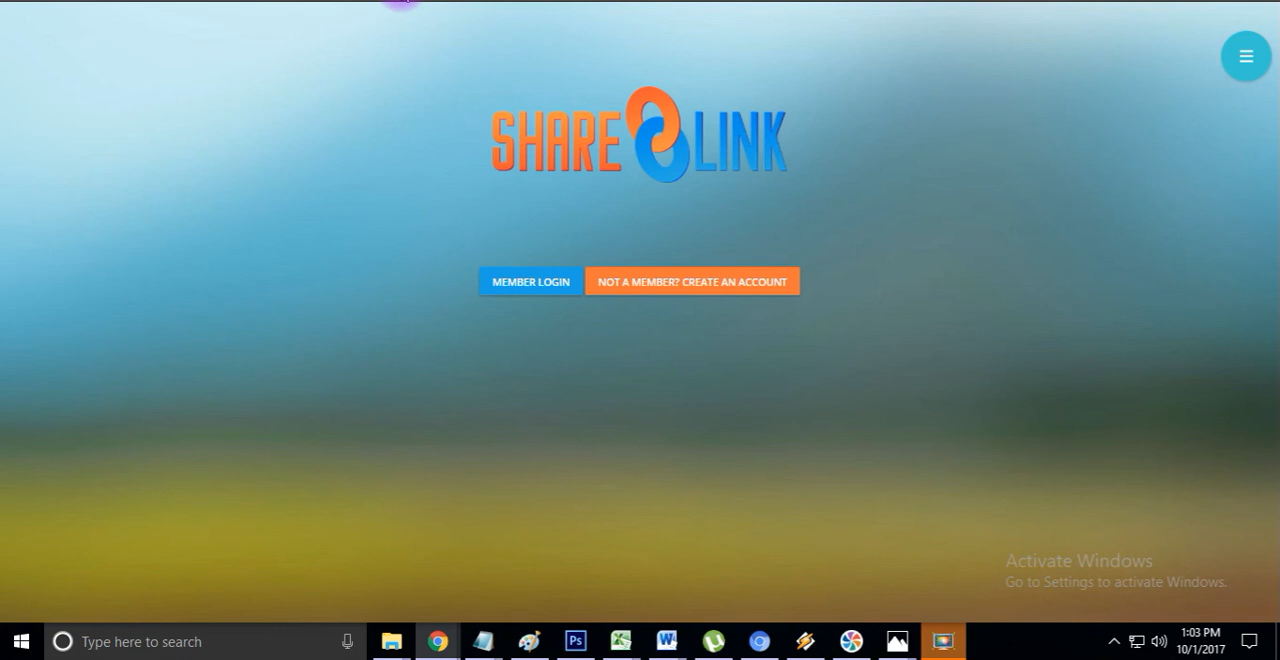 SHARE LINK
MEMBER LOGIN
NOT A MEMBER? CREATE AN ACCOUNT
Activate Windows
Go to Settings to activate Windows.
Type here to search
Ps
1:03 PM
10/1/2017